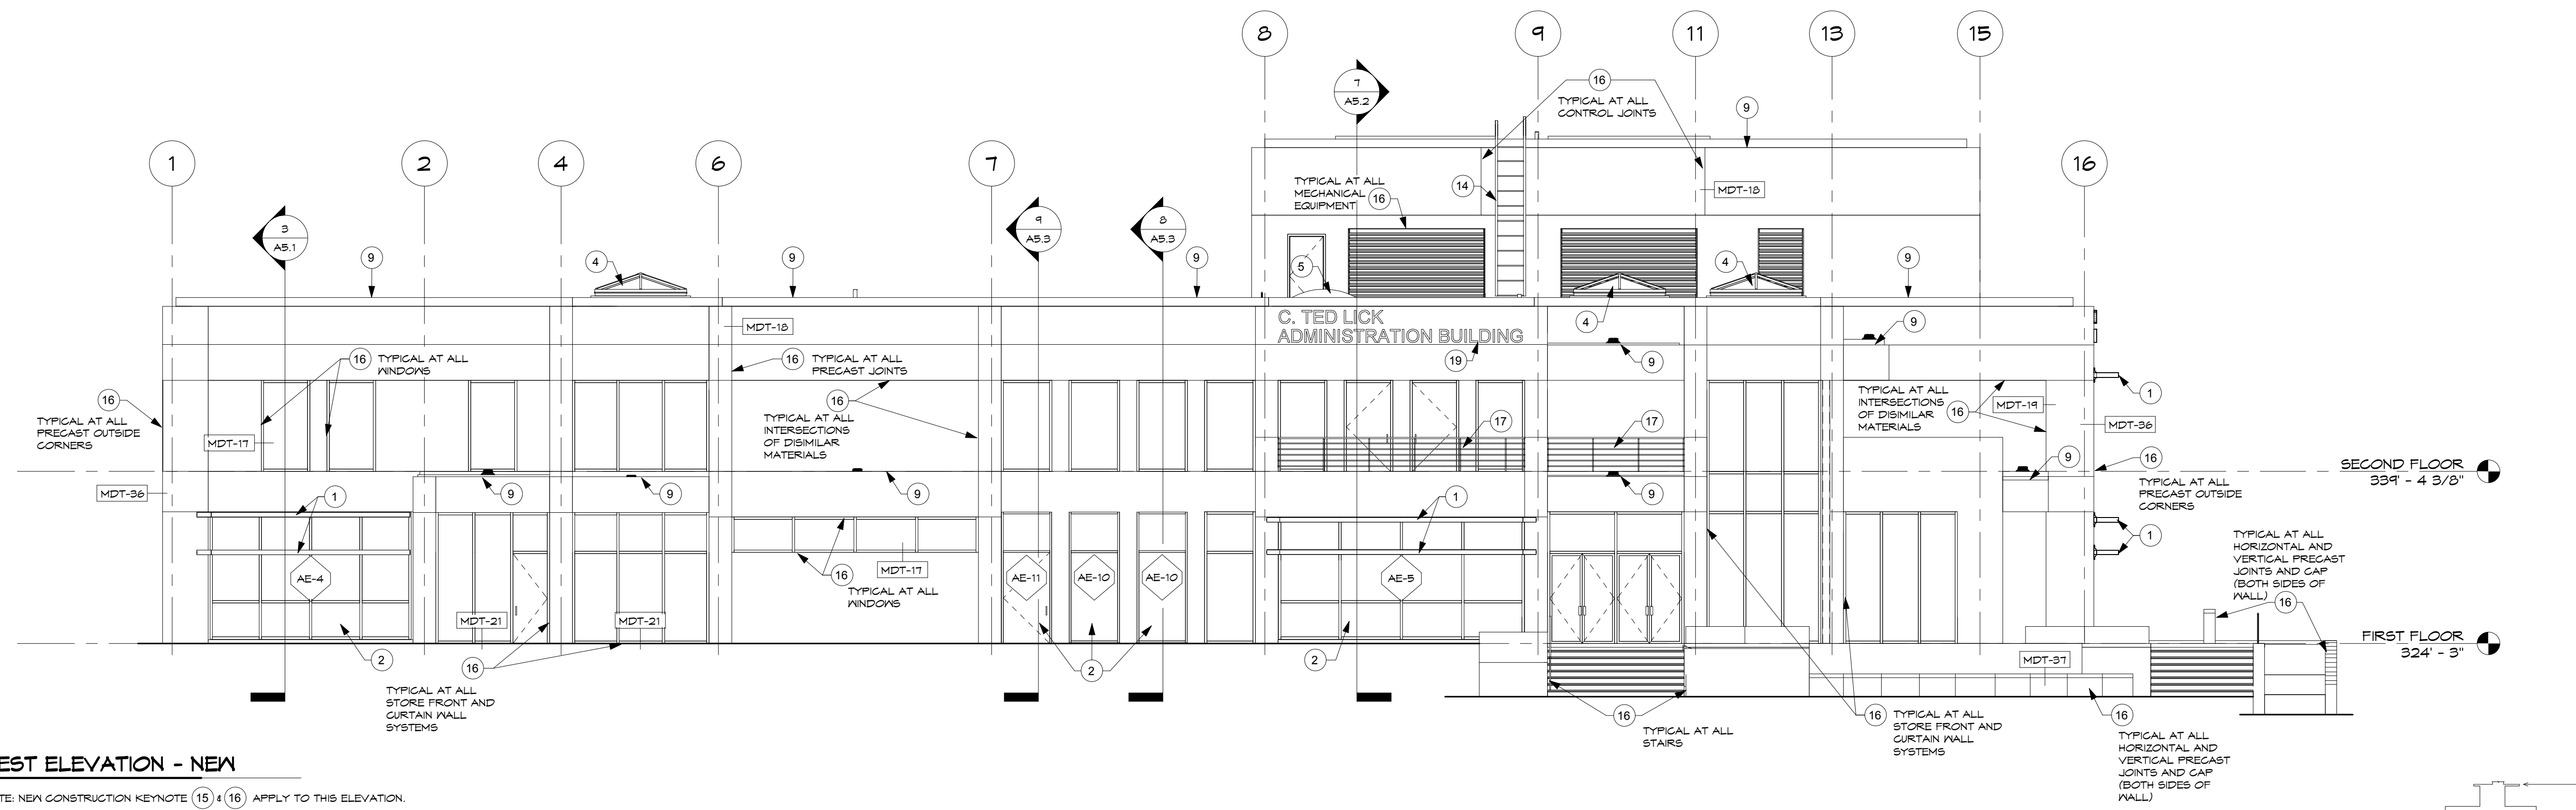 8
9
11
13
15
7
A5.2
16
TYPICAL AT ALL
CONTROL JOINTS
9
1
2
4
6
7
16
TYPICAL AT ALL
MECHANICAL
EQUIPMENT
16
14
MDT-18
3
A5.1
9
A5.3
8
A5.3
9
4
9
9
5
4
9
C. TED LICK
ADMINISTRATION BUILDING
MDT-18
4
9
16
TYPICAL AT ALL
WINDOWS
16
TYPICAL AT ALL
PRECAST JOINTS
19
9
16
TYPICAL AT ALL
PRECAST OUTSIDE
CORNERS
16
TYPICAL AT ALL
INTERSECTIONS
OF DISIMILAR
MATERIALS
TYPICAL AT ALL
INTERSECTIONS
OF DISIMILAR
MATERIALS
16
MDT-19
1
MDT-36
MDT-17
17
17
9
16
TYPICAL AT ALL
PRECAST OUTSIDE
CORNERS
SECOND FLOOR
339' - 4 3/8"
MDT-36
1
9
9
9
9
1
1
16
TYPICAL AT ALL
WINDOWS
MDT-17
AE-4
AE-11
AE-10
AE-10
AE-5
TYPICAL AT ALL
HORIZONTAL AND
VERTICAL PRECAST
JOINTS AND CAP
(BOTH SIDES OF
WALL)
16
MDT-21
MDT-21
FIRST FLOOR
324' - 3"
2
16
2
2
MDT-37
TYPICAL AT ALL
STORE FRONT AND
CURTAIN WALL
SYSTEMS
16
TYPICAL AT ALL
STAIRS
16
TYPICAL AT ALL
STORE FRONT AND
CURTAIN WALL
SYSTEMS
16
TYPICAL AT ALL
HORIZONTAL AND
VERTICAL PRECAST
JOINTS AND CAP
(BOTH SIDES OF
WALL)
EST ELEVATION - NEW
TE: NEW CONSTRUCTION KEYNOTE 15 & 16 APPLY TO THIS ELEVATION.